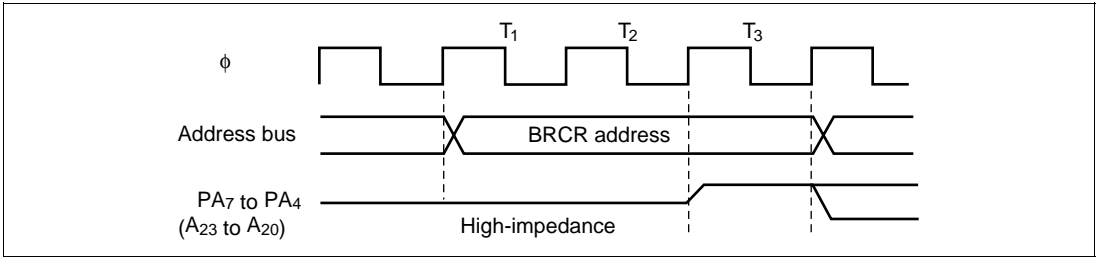 T1 T2 T3
φ
Address bus BRCR address
PA7 to PA4
(A23 to A20) High-impedance